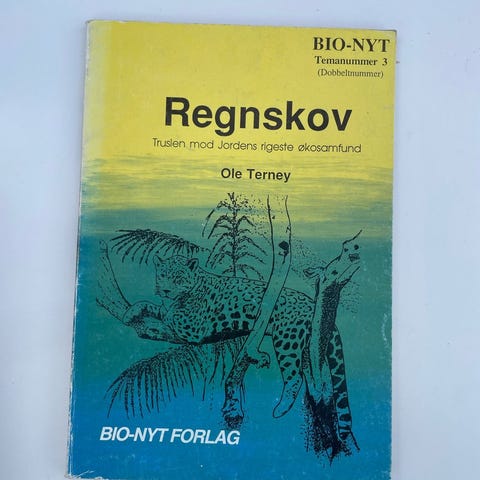 BIO-NYT
Temanummer 3
(Dobbeltnummer)
Regnskov
Truslen mod Jordens rigeste økosamfund
Ole Terney
BIO-NYT FORLAG